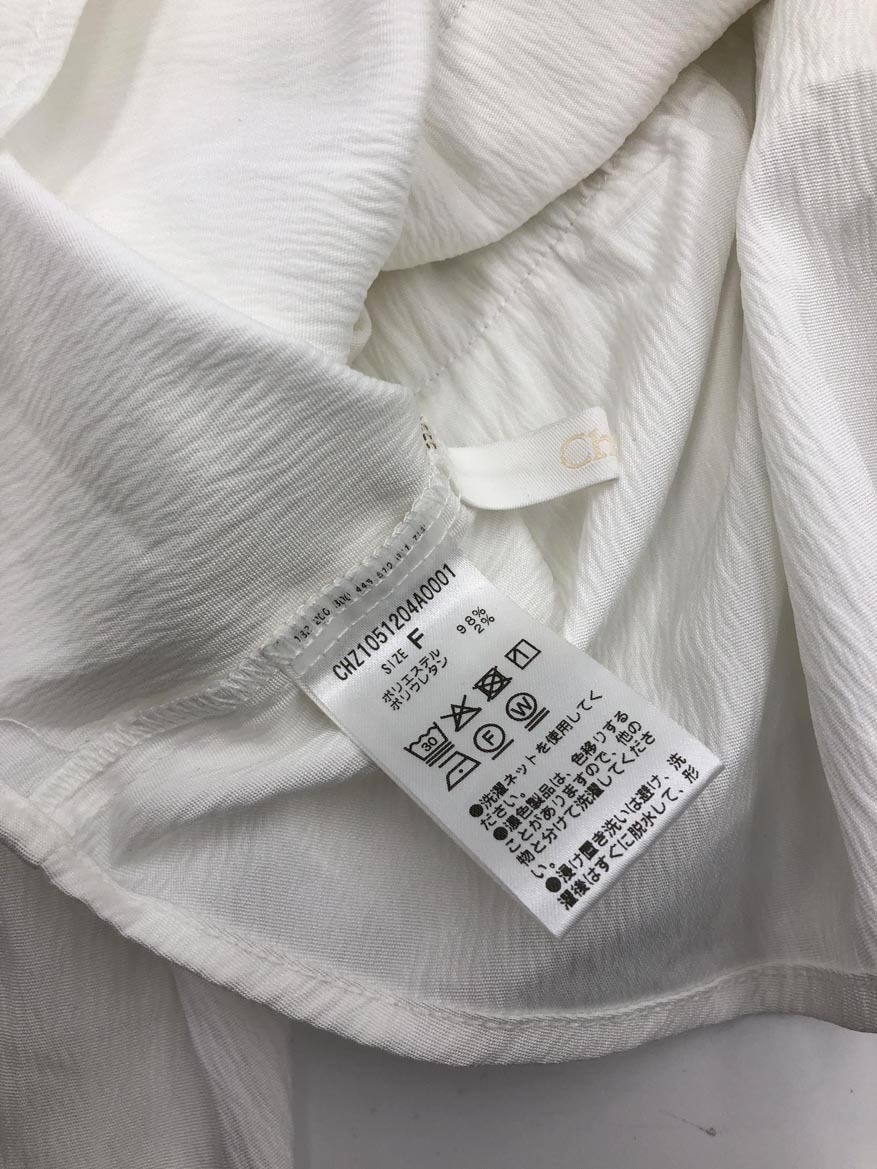 Ch
CHZ1051204A0001
SIZE F
ポリエステル 98%
ポリウレタン 2%
30
F W
●洗濯ネットを使用してく
ださい。
●濃色製品は、色移りする
ことがありますので、他の
物と分けて洗濯してくださ
い。
●浸け置き洗いは避け、洗
濯後はすぐに脱水して、形